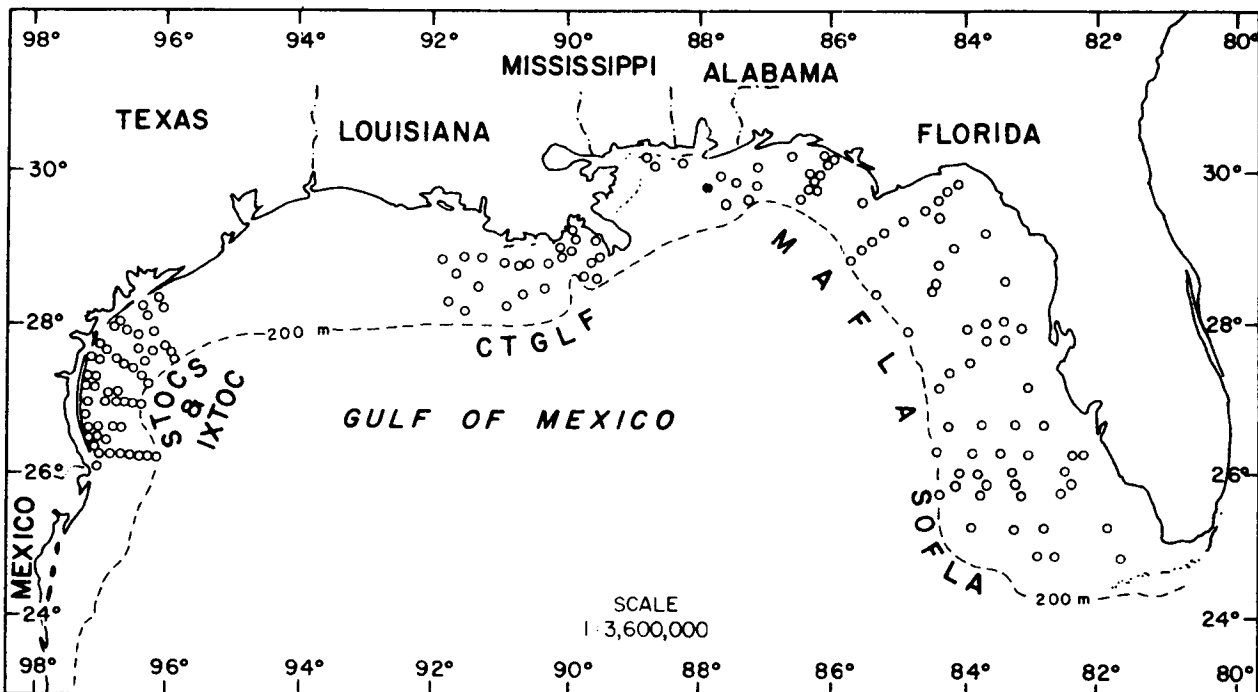 98° 96° 94° 92° 90° 88° 86° 84° 82° 80°
MISSISSIPPI ALABAMA
TEXAS LOUISIANA FLORIDA
30° 30°
MAFLA
28° 200 m 28°
CTGLF
STOCS
&
IXTOC
GULF OF MEXICO
26° 26°
SOFLA
MEXICO
200 m
24° SCALE 24°
1:3,600,000
98° 96° 94° 92° 90° 88° 86° 84° 82° 80°